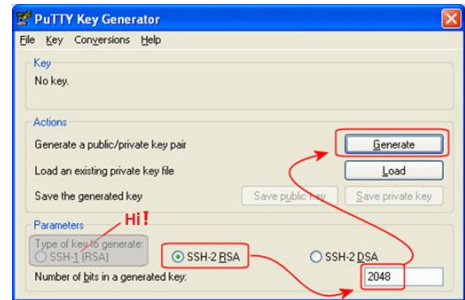 PuTTY Key Generator
File Key Conversions Help
Key
No key.
Actions
Generate a public/private key pair Generate
Load an existing private key file Load
Save the generated key Save public key Save private key
Parameters Hi!
Type of key to generate:
SSH-1 (RSA) SSH-2 RSA SSH-2 DSA
Number of bits in a generated key: 2048